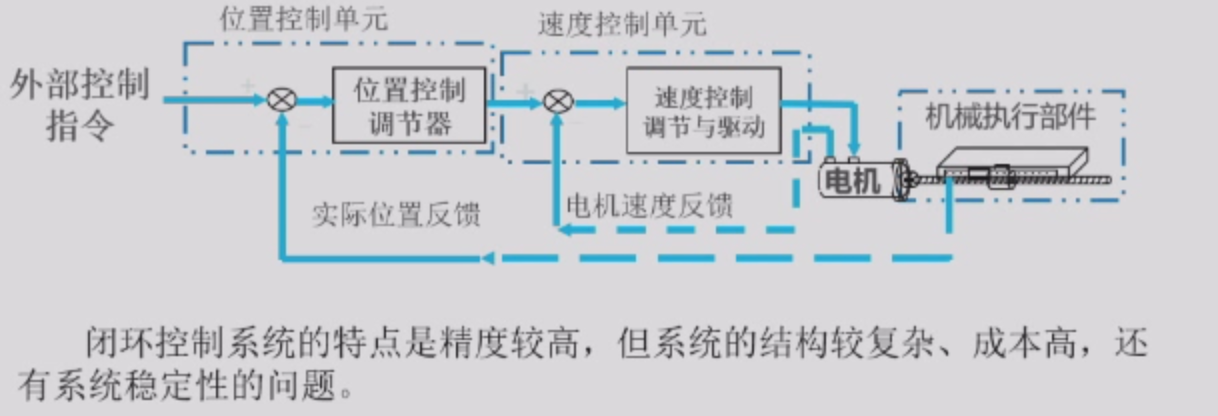 位置控制单元
速度控制单元
外部控制
指令
+
位置控制
调节器
+
速度控制
调节与驱动
机械执行部件
电机
实际位置反馈
电机速度反馈
闭环控制系统的特点是精度较高，但系统的结构较复杂、成本高，还
有系统稳定性的问题。